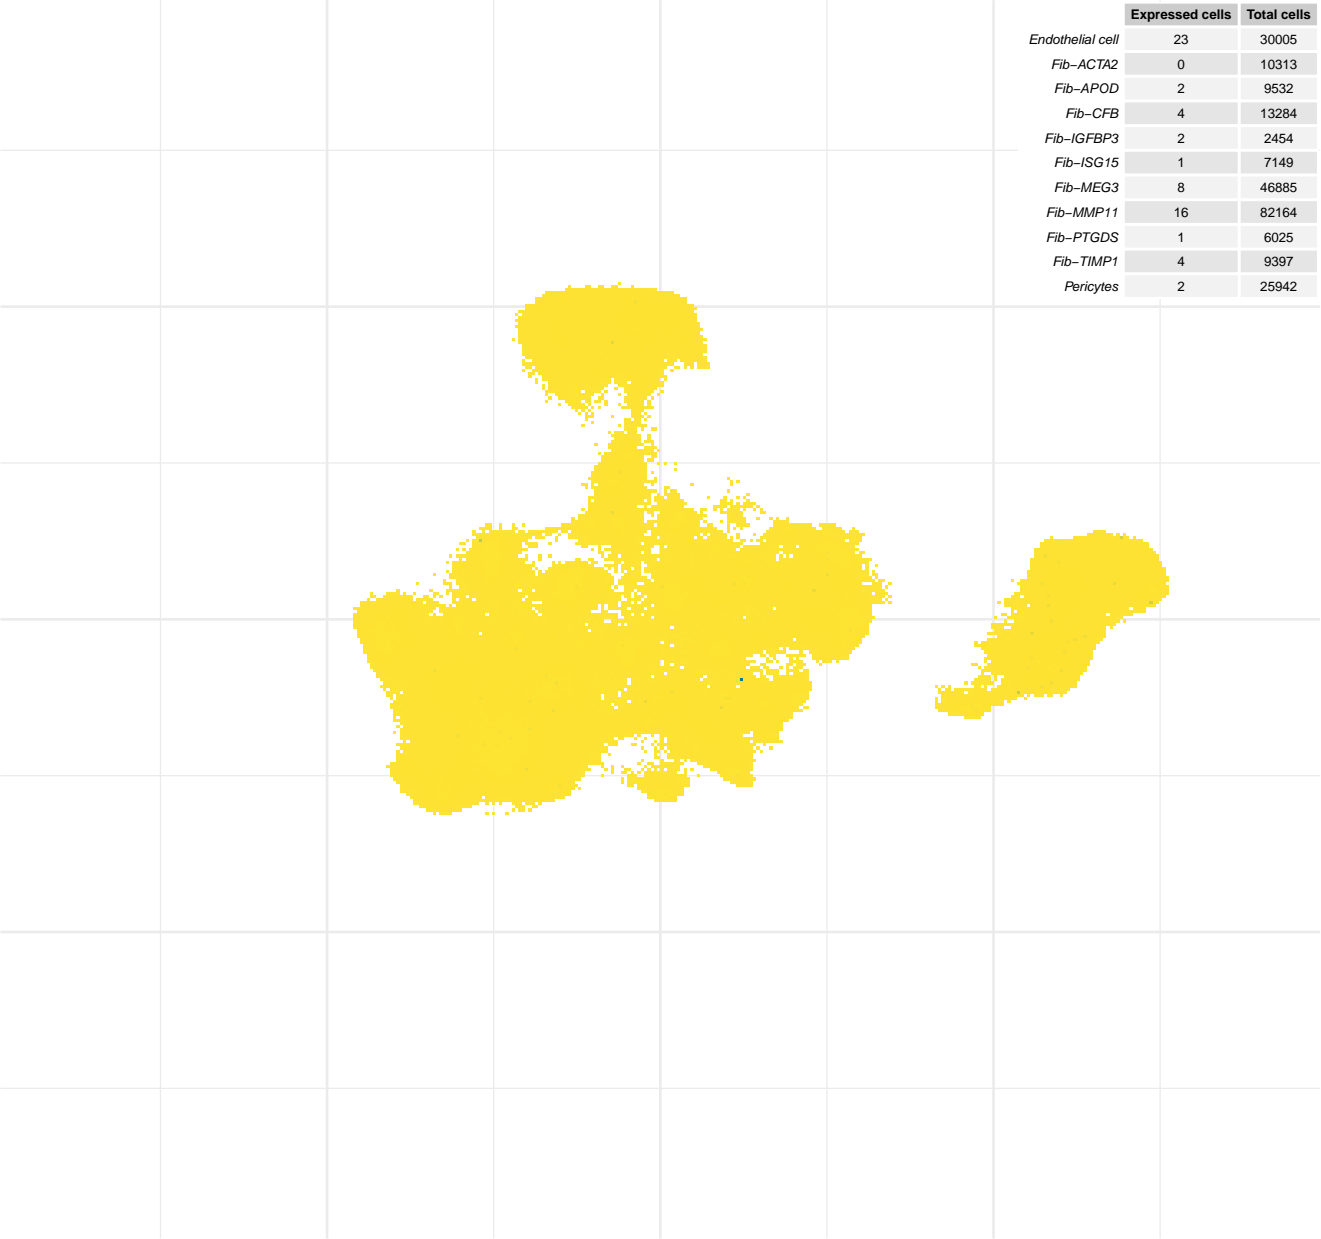 Expressed cells Total cells
Endothelial cell 23 30005
Fib−ACTA2 0 10313
Fib−APOD 2 9532
Fib−CFB 4 13284
Fib−IGFBP3 2 2454
Fib−ISG15 1 7149
Fib−MEG3 8 46885
Fib−MMP11 16 82164
Fib−PTGDS 1 6025
Fib−TIMP1 4 9397
Pericytes 2 25942